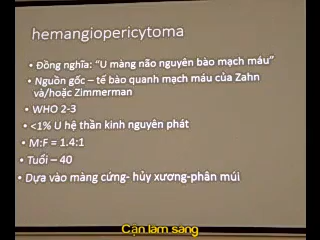 hemangiopericytoma
• Đồng nghĩa: "U màng não nguyên bào mạch máu"
• Nguồn gốc – tế bào quanh mạch máu của Zahn
và/hoặc Zimmerman
• WHO 2-3
• <1% U hệ thần kinh nguyên phát
• M:F = 1.4:1
• Tuổi – 40
• Dựa vào màng cứng- hủy xương-phân múi
Cận lâm sàng